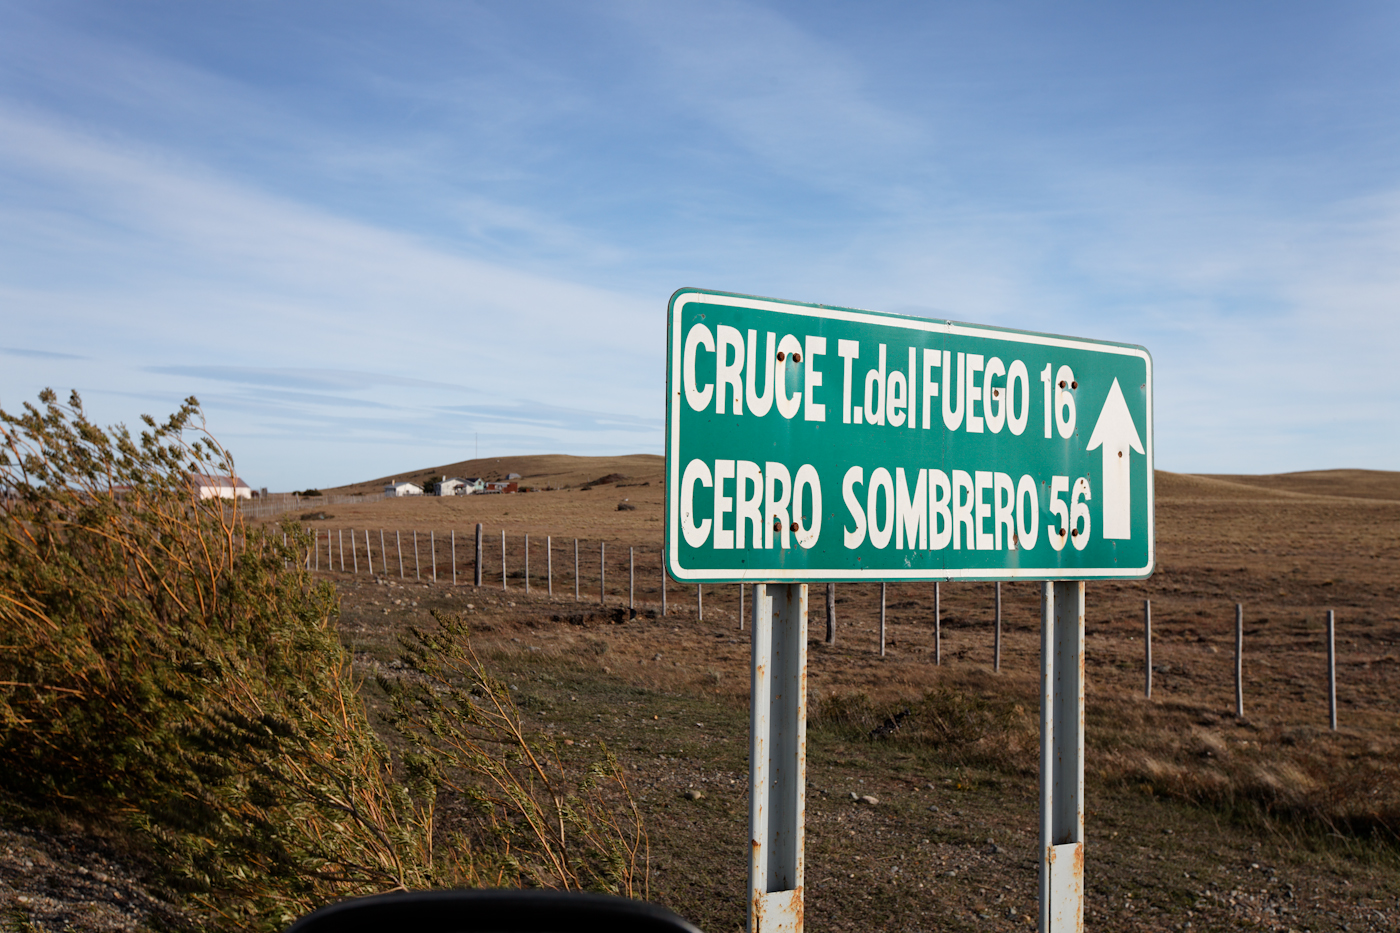 CRUCE T.del FUEGO 16
CERRO SOMBRERO 56